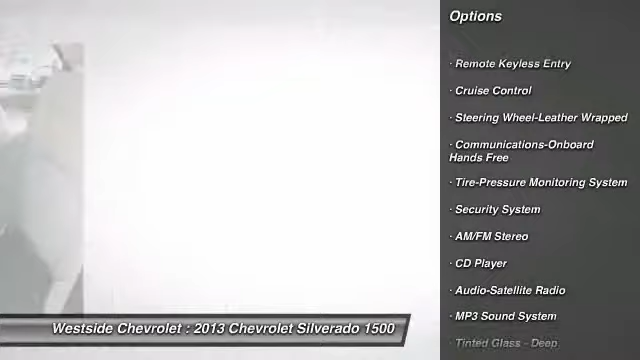 Options
· Remote Keyless Entry
· Cruise Control
· Steering Wheel-Leather Wrapped
· Communications-Onboard
Hands Free
· Tire-Pressure Monitoring System
· Security System
· AM/FM Stereo
· CD Player
· Audio-Satellite Radio
· MP3 Sound System
· Tinted Glass - Deep
Westside Chevrolet : 2013 Chevrolet Silverado 1500